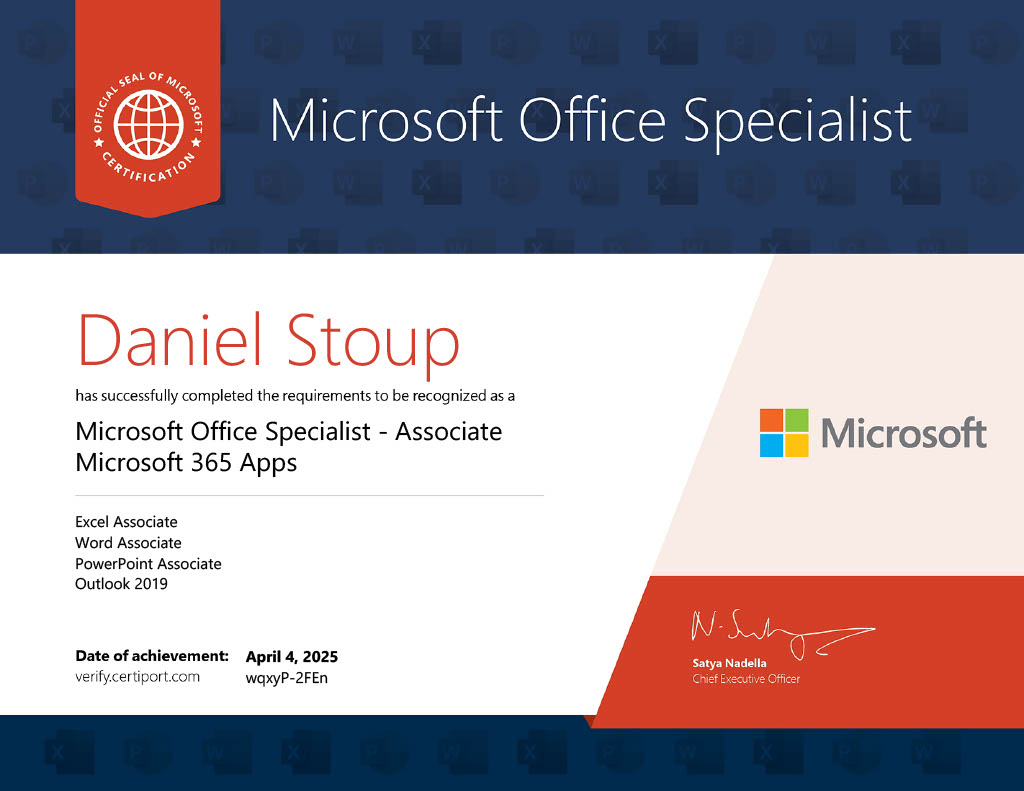 OFFICIAL SEAL OF MICROSOFT
CERTIFICATION
Microsoft Office Specialist
Daniel Stoup
has successfully completed the requirements to be recognized as a
Microsoft Office Specialist - Associate
Microsoft 365 Apps
Microsoft
Excel Associate
Word Associate
PowerPoint Associate
Outlook 2019
Date of achievement: April 4, 2025
verify.certiport.com wqxyP-2FEn
Satya Nadella
Chief Executive Officer